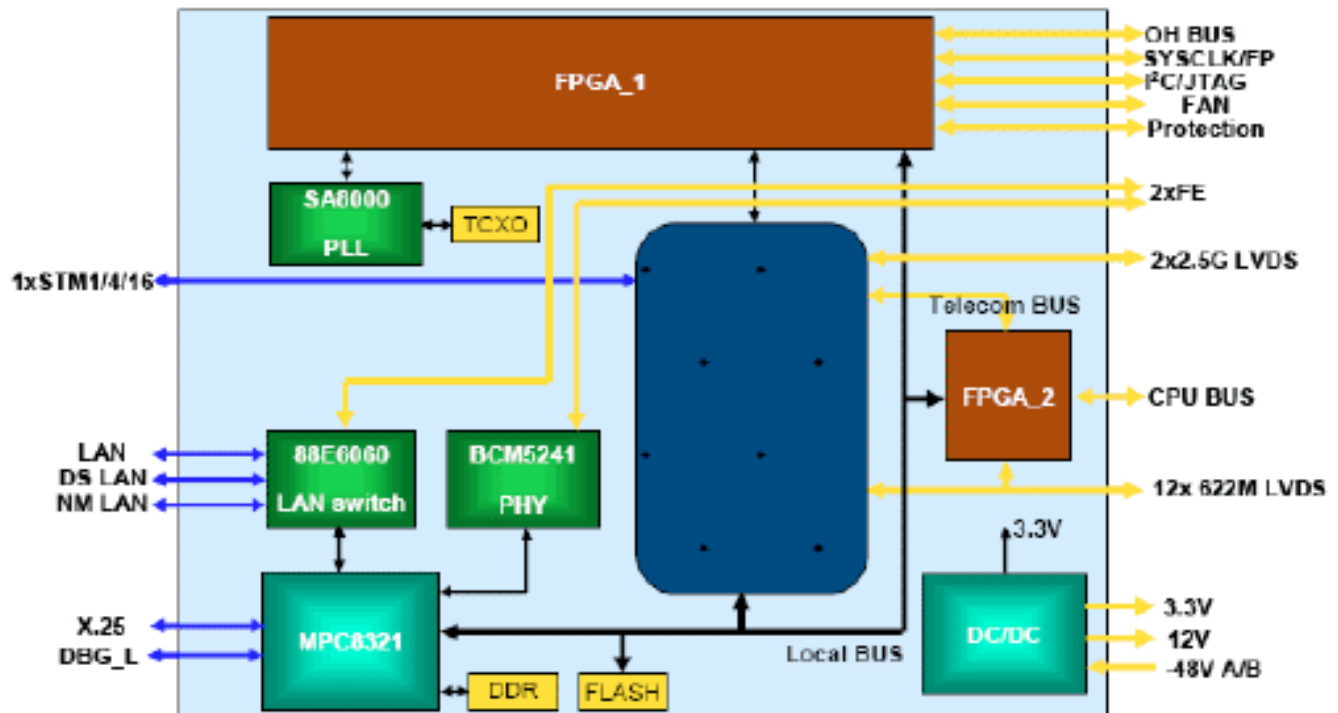 OH BUS
SYSCLK/FP
I²C/JTAG
FAN
Protection
FPGA_1
2xFE
SA8000
PLL
TCXO
2x2.5G LVDS
1xSTM1/4/16
Telecom BUS
FPGA_2
CPU BUS
LAN
DS LAN
NM LAN
88E6060
LAN switch
BCM5241
PHY
12x 622M LVDS
3.3V
X.25
DBG_L
MPC8321
DC/DC
3.3V
12V
-48V A/B
Local BUS
DDR
FLASH